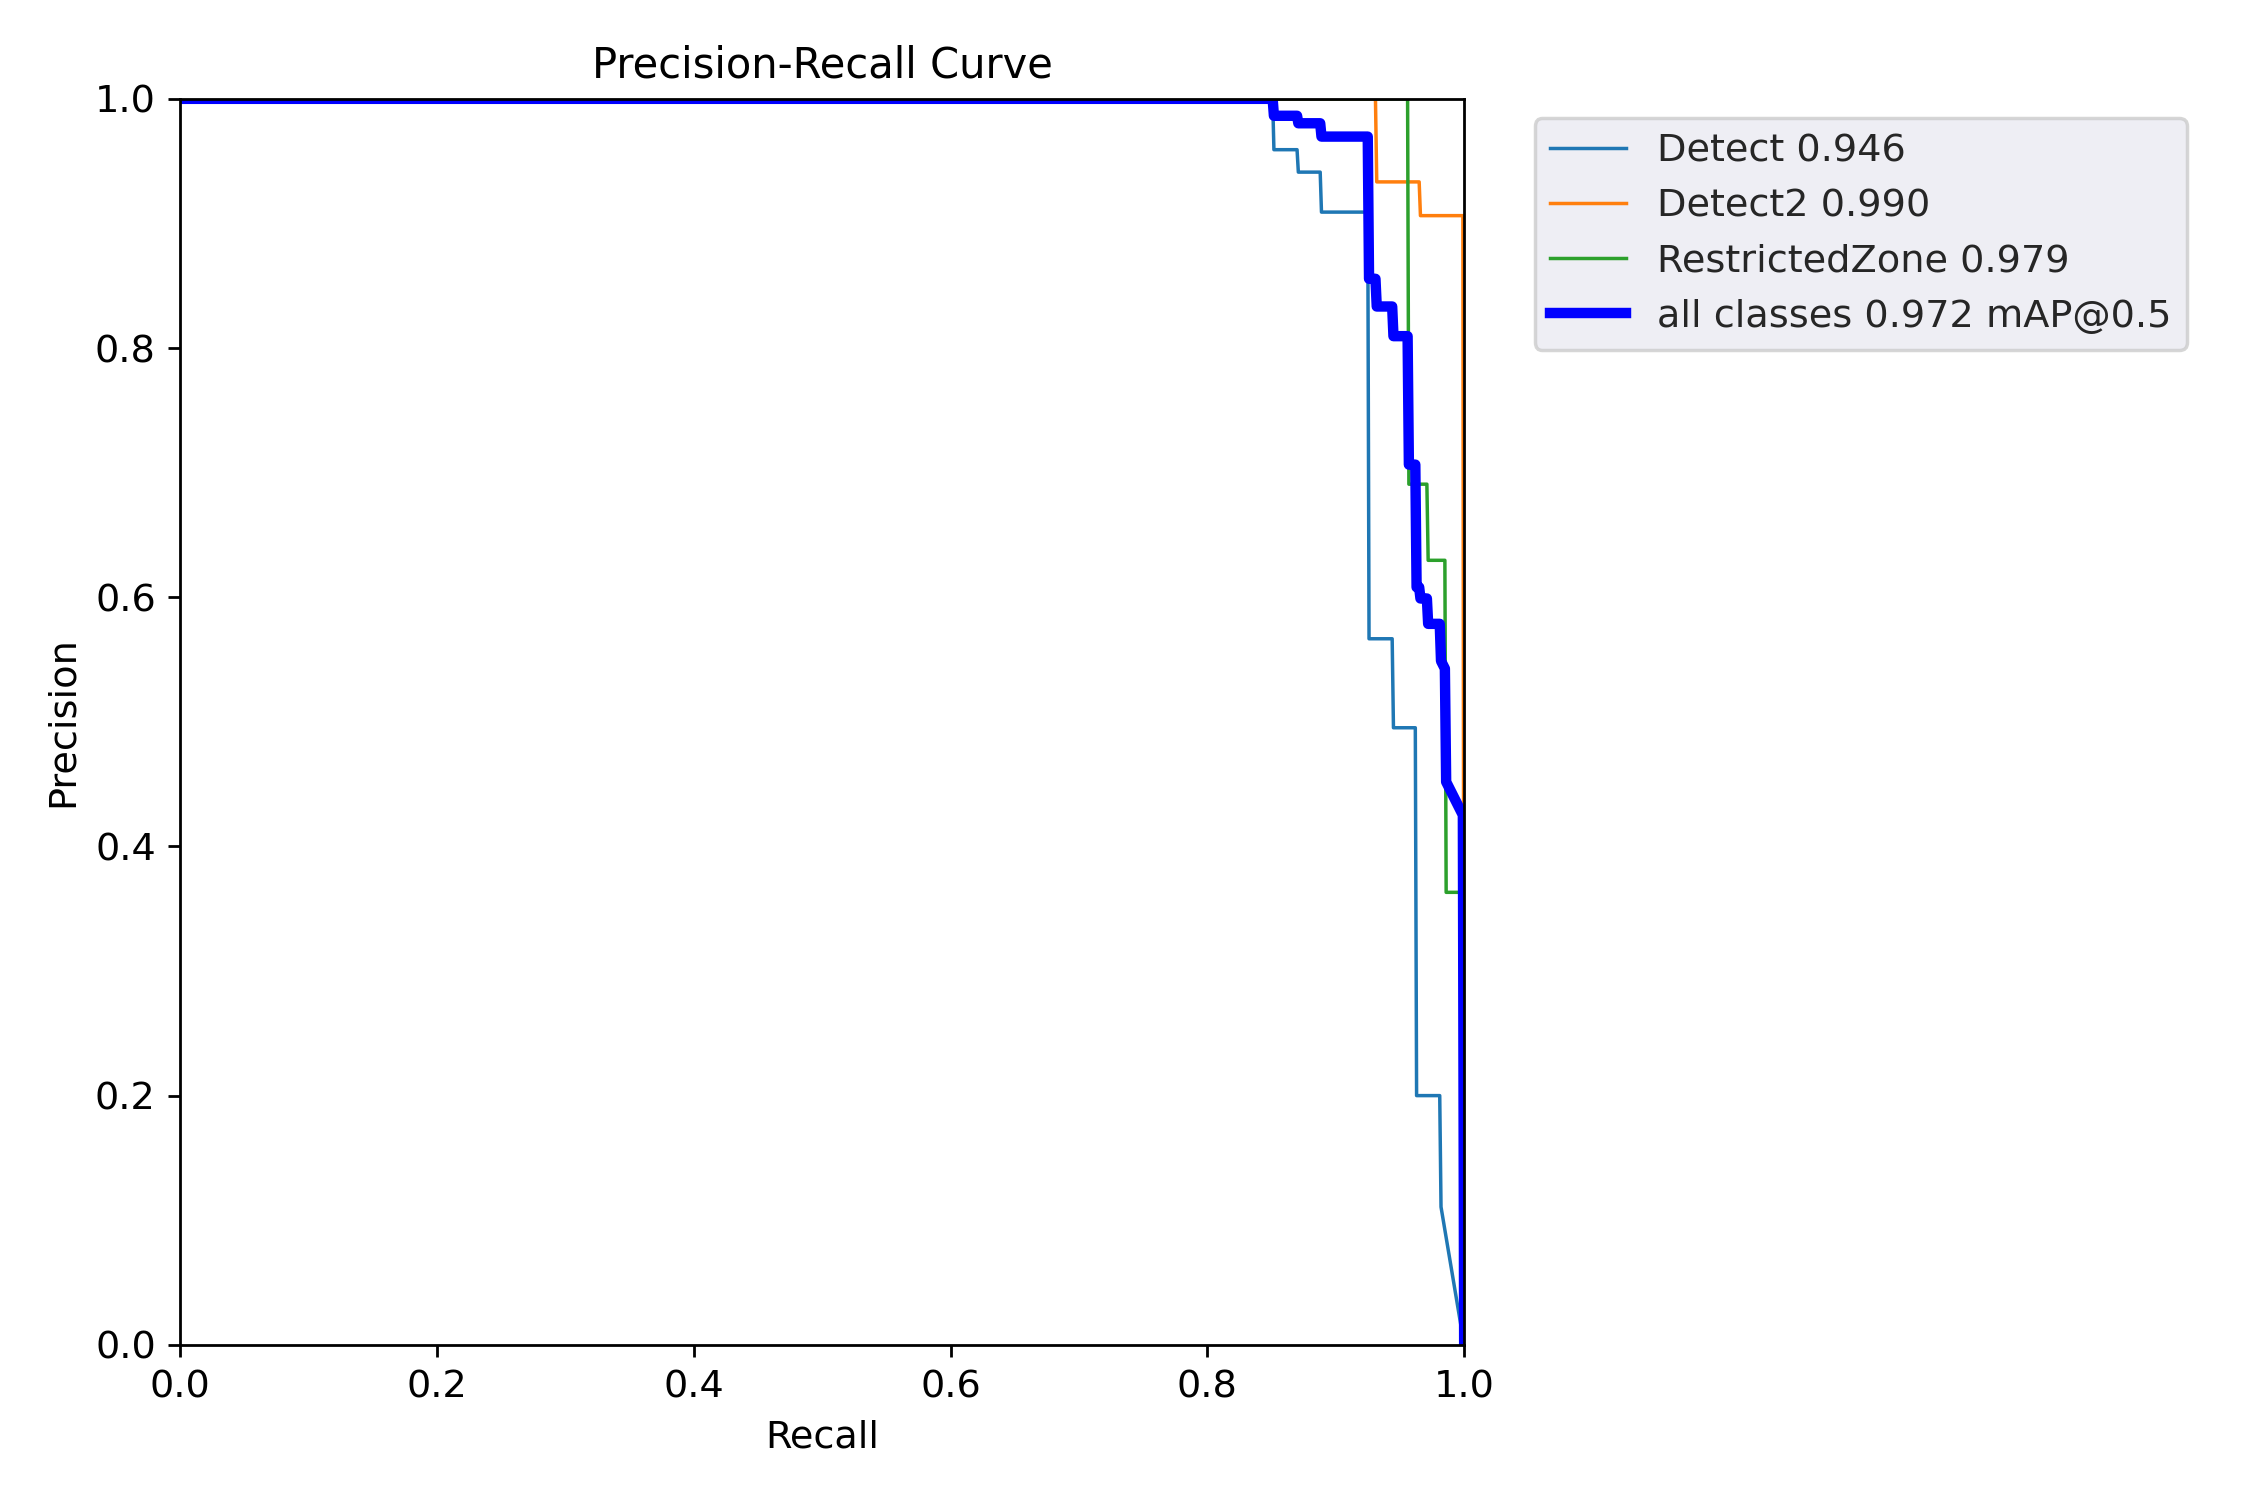 Precision-Recall Curve
1.0
0.8
0.6
0.4
0.2
0.0
Precision
0.0 0.2 0.4 0.6 0.8 1.0
Recall
Detect 0.946
Detect2 0.990
RestrictedZone 0.979
all classes 0.972 mAP@0.5